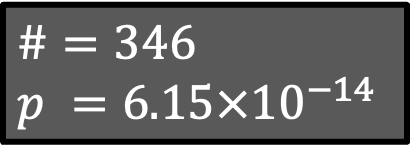 # = 346
p = 6.15×10⁻¹⁴